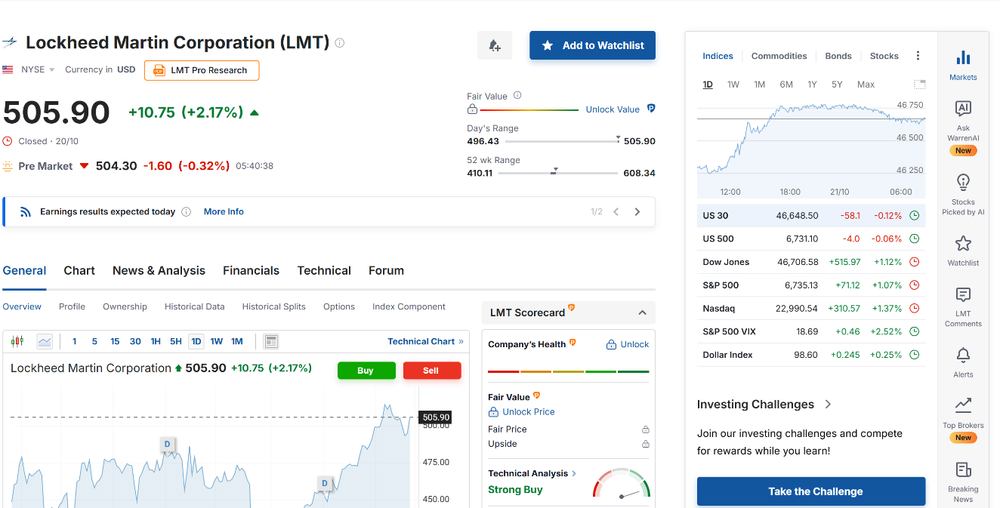 Lockheed Martin Corporation (LMT)
Add to Watchlist
NYSE Currency in USD LMT Pro Research
505.90 +10.75 (+2.17%)
Closed · 20/10
Pre Market 504.30 -1.60 (-0.32%) 05:40:38
Fair Value
Unlock Value
Day's Range
496.43 505.90
52 wk Range
410.11 608.34
Earnings results expected today More Info 1/2
General Chart News & Analysis Financials Technical Forum
Overview Profile Ownership Historical Data Historical Splits Options Index Component
1 5 15 30 1H 5H 1D 1W 1M Technical Chart »
Lockheed Martin Corporation 505.90 +10.75 (+2.17%) Buy Sell
505.90
500.00
D
475.00
D
450.00
LMT Scorecard
Company's Health Unlock
Fair Value
Unlock Price
Fair Price
Upside
Technical Analysis
Strong Buy
Indices Commodities Bonds Stocks
1D 1W 1M 6M 1Y 5Y Max
46 750
46 500
46 250
12:00 18:00 21/10 06:00
US 30 46,648.50 -58.1 -0.12%
US 500 6,731.10 -4.0 -0.06%
Dow Jones 46,706.58 +515.97 +1.12%
S&P 500 6,735.13 +71.12 +1.07%
Nasdaq 22,990.54 +310.57 +1.37%
S&P 500 VIX 18.69 +0.46 +2.52%
Dollar Index 98.60 +0.245 +0.25%
Investing Challenges
Join our investing challenges and compete
for rewards while you learn!
Take the Challenge
Markets
AI
Ask
WarrenAI
New
Stocks
Picked by AI
Watchlist
LMT
Comments
Alerts
Top Brokers
New
Breaking
News